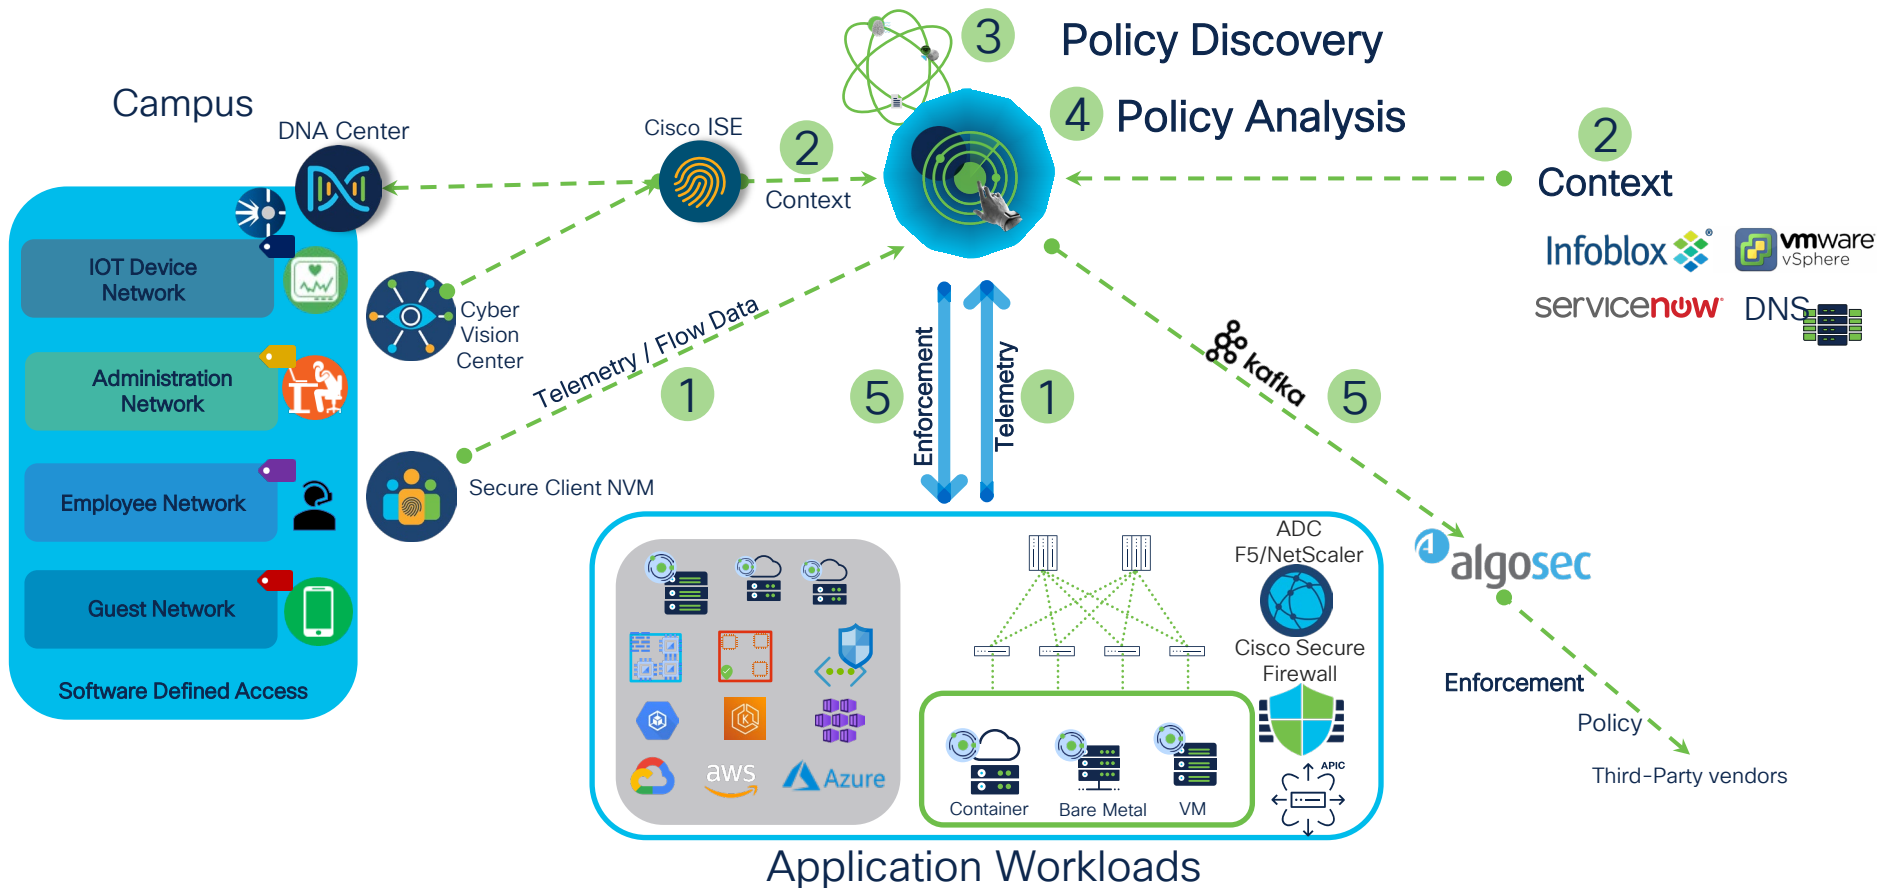 3
Policy Discovery
Campus
DNA Center
Cisco ISE
2
Context
4
Policy Analysis
2
Context
Infoblox
®
vmware®
vSphere
servicenow®
DNS
IOT Device
Network
Administration
Network
Employee Network
Guest Network
Software Defined Access
Cyber
Vision
Center
Secure Client NVM
Telemetry / Flow Data
1
5
Enforcement
Telemetry
1
kafka
5
A
algosec
Enforcement
Policy
Third-Party vendors
ADC
F5/NetScaler
Cisco Secure
Firewall
APIC
K
aws
Azure
Container
Bare Metal
VM
Application Workloads